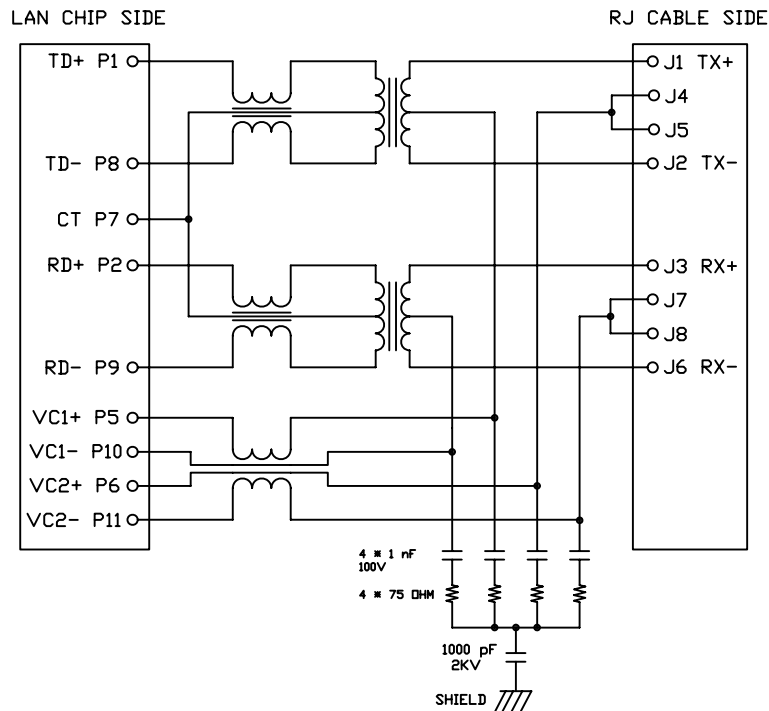 LAN CHIP SIDE
RJ CABLE SIDE
TD+ P1
J1 TX+
J4
J5
TD- P8
J2 TX-
CT P7
RD+ P2
J3 RX+
J7
J8
RD- P9
J6 RX-
VC1+ P5
VC1- P10
VC2+ P6
VC2- P11
4 * 1 nF
100V
4 * 75 OHM
1000 pF
2KV
SHIELD